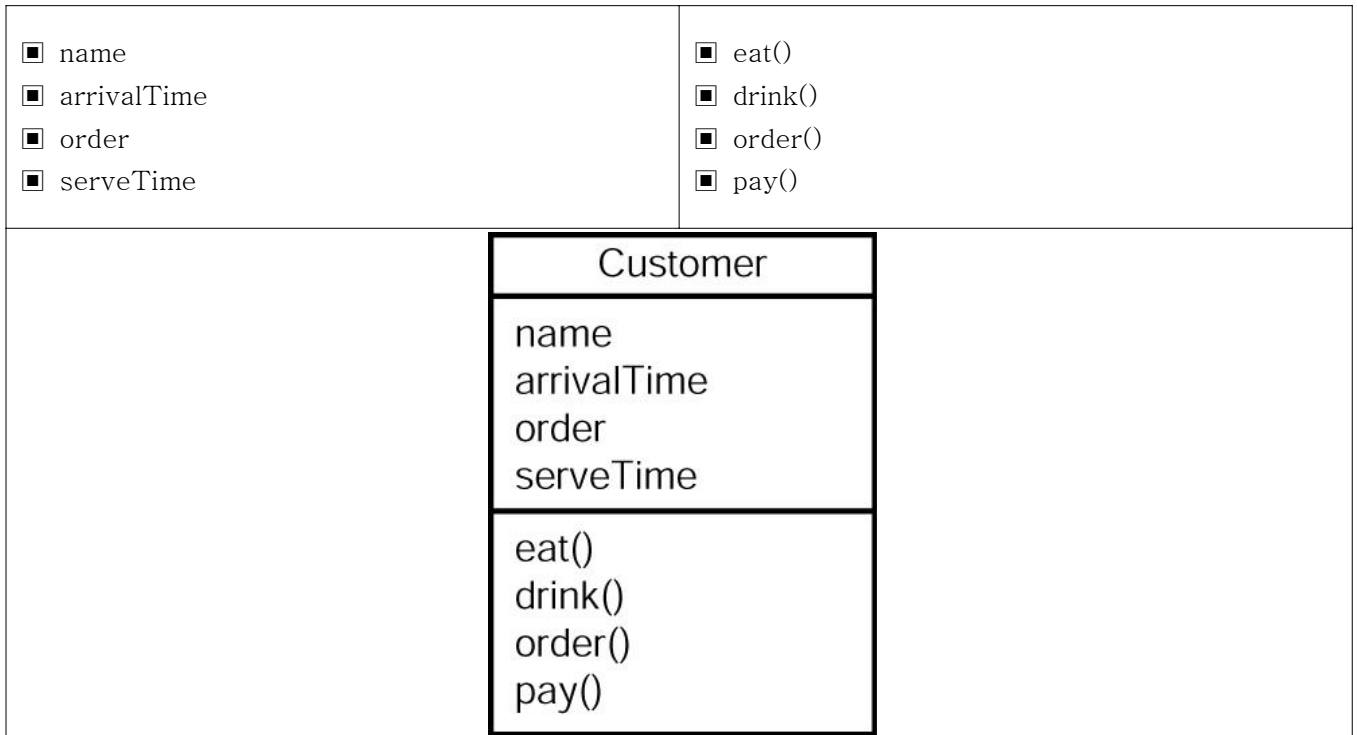 ▣ name
▣ arrivalTime
▣ order
▣ serveTime
▣ eat()
▣ drink()
▣ order()
▣ pay()
Customer
name
arrivalTime
order
serveTime
eat()
drink()
order()
pay()